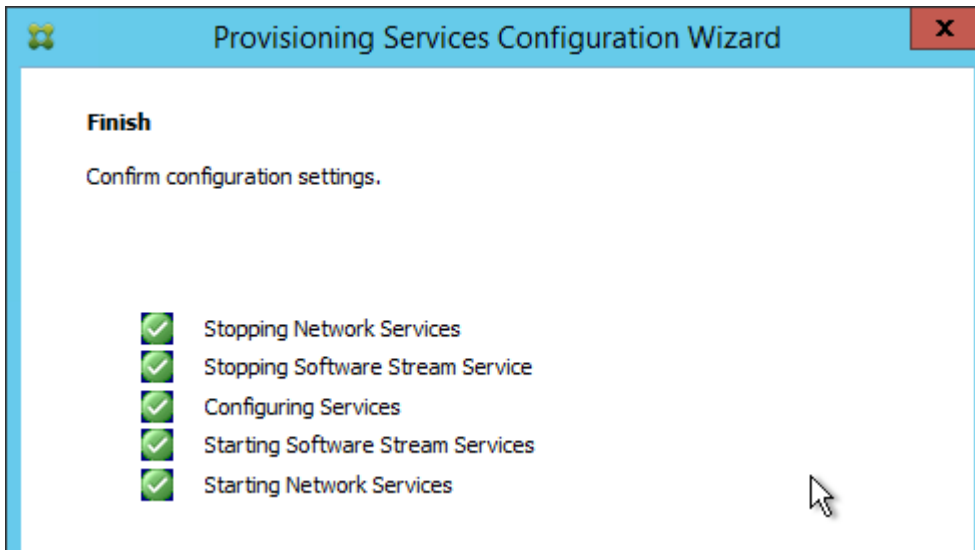 Provisioning Services Configuration Wizard
x
Finish
Confirm configuration settings.
Stopping Network Services
Stopping Software Stream Service
Configuring Services
Starting Software Stream Services
Starting Network Services